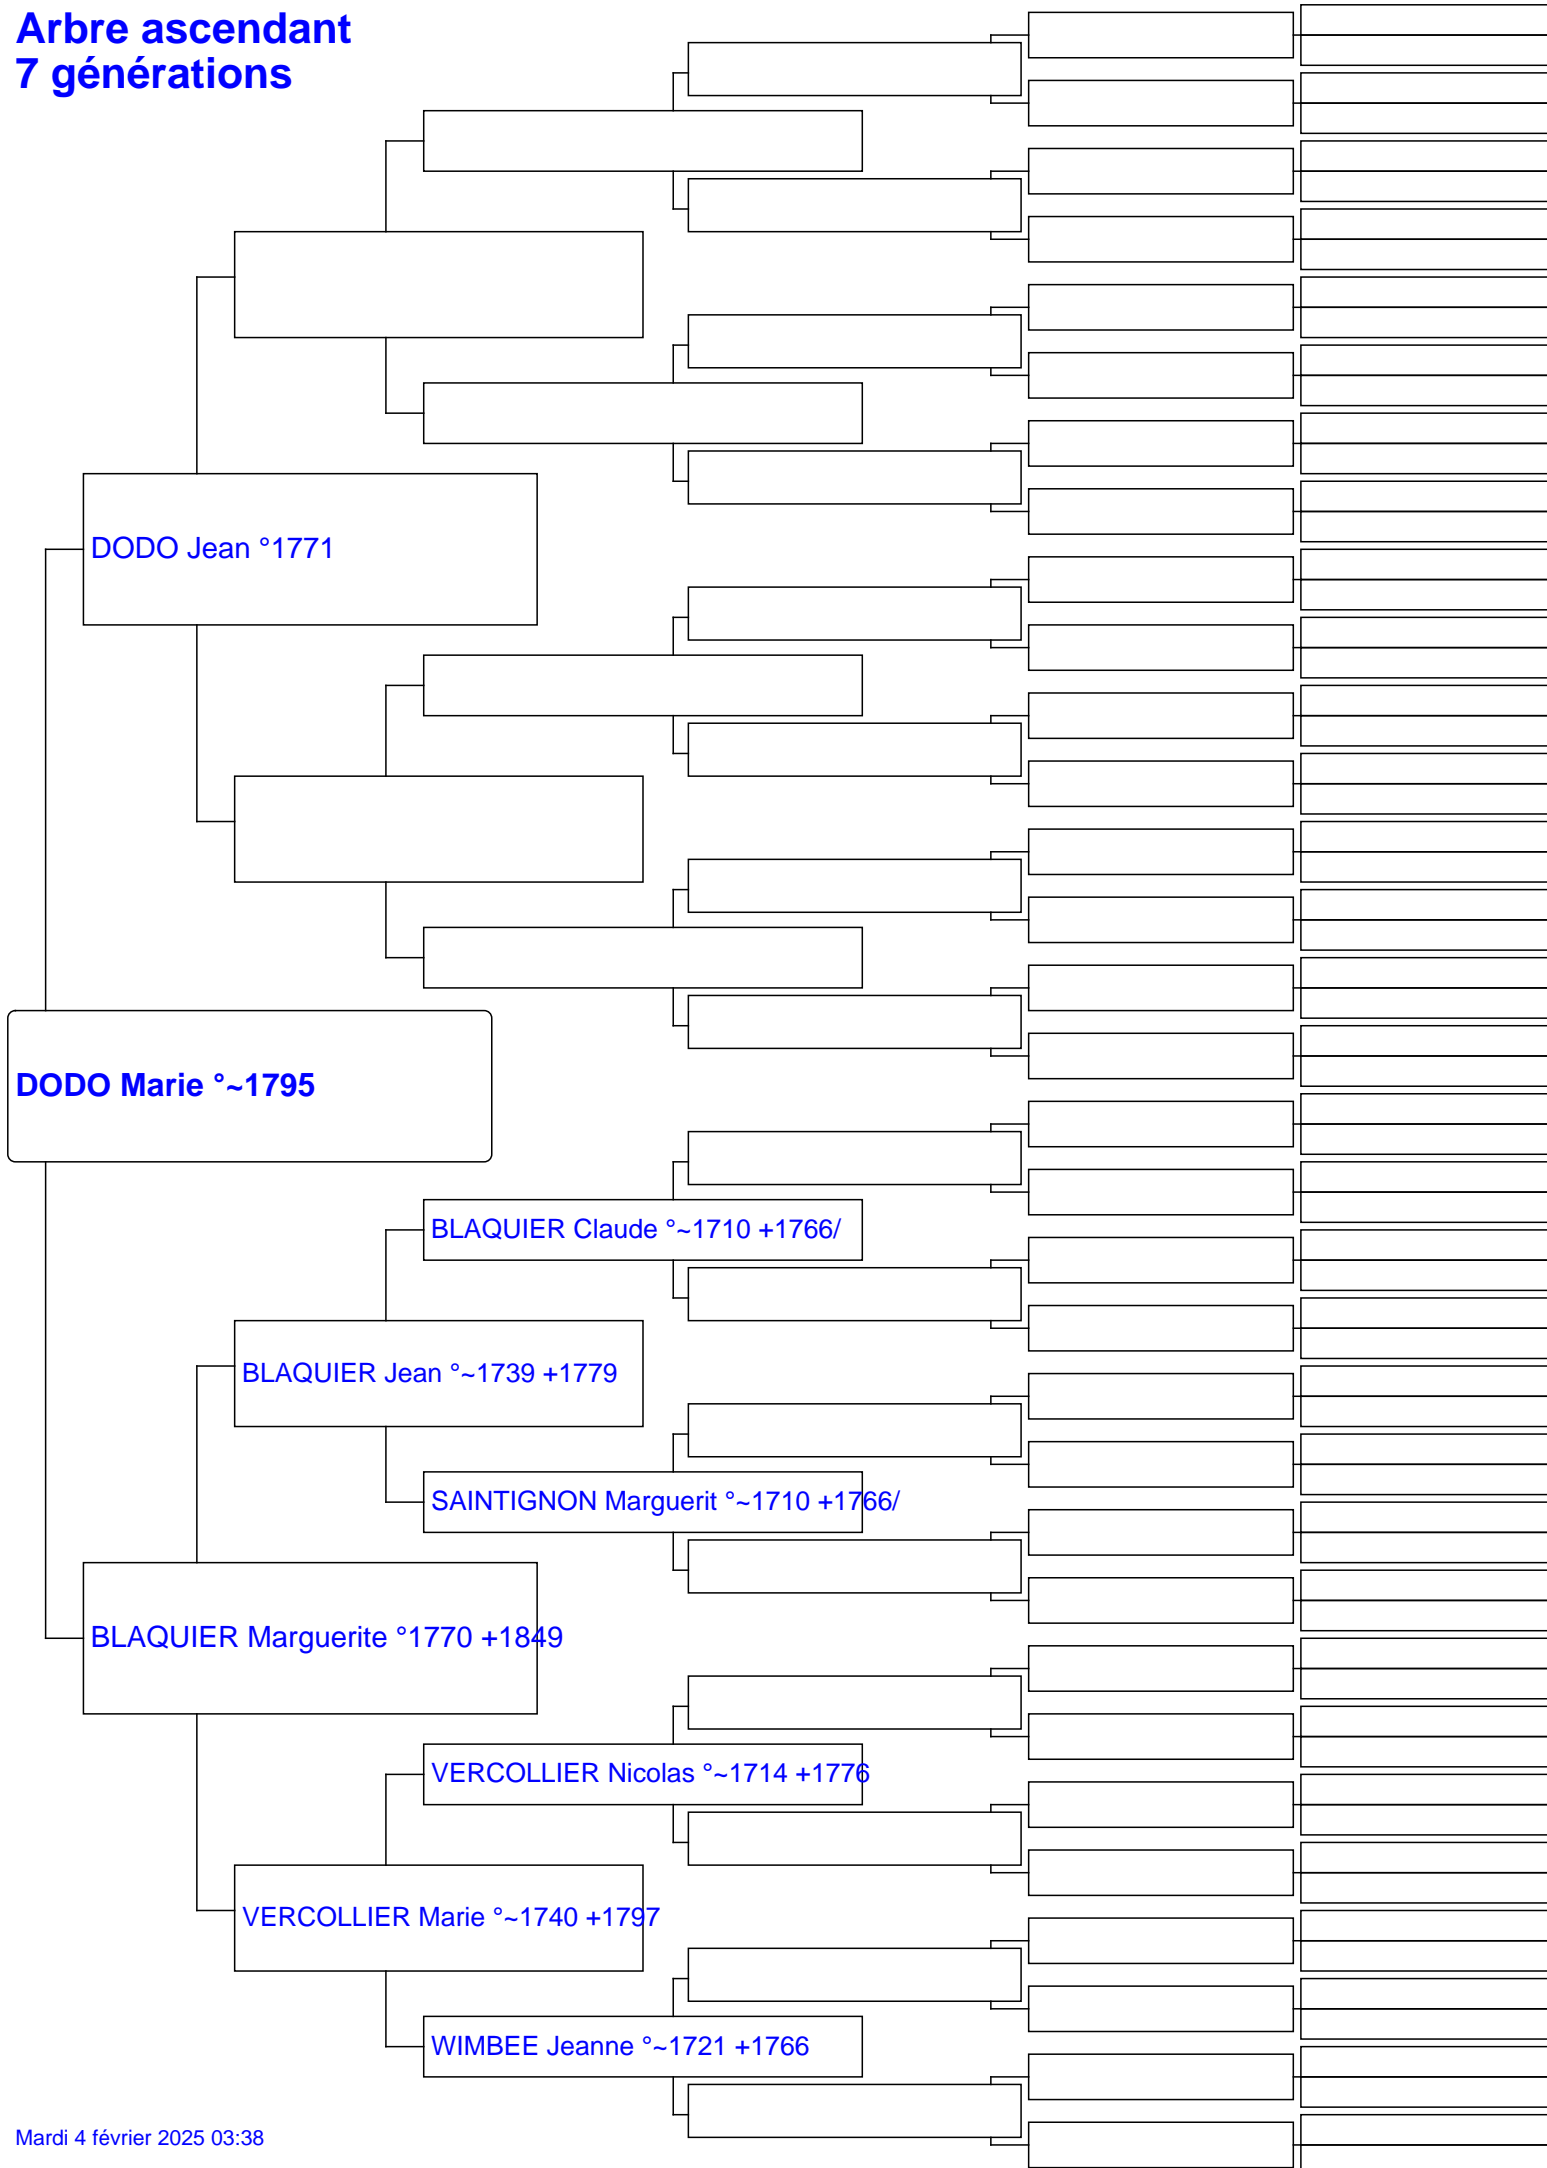 Arbre ascendant
7 générations
DODO Jean °1771
DODO Marie °~1795
BLAQUIER Claude °~1710 +1766/
BLAQUIER Jean °~1739 +1779
SAINTIGNON Marguerit °~1710 +1766/
BLAQUIER Marguerite °1770 +1849
VERCOLLIER Nicolas °~1714 +1776
VERCOLLIER Marie °~1740 +1797
WIMBEE Jeanne °~1721 +1766
Mardi 4 février 2025 03:38